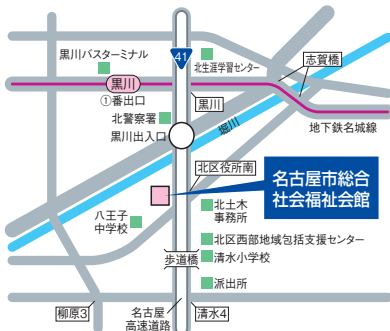 黒川バスターミナル
41
北生涯学習センター
志賀橋
黒川
①番出口
黒川
北警察署
黒川出入口
堀川
地下鉄名城線
北区役所南
名古屋市総合
社会福祉会館
八王子
中学校
北土木
事務所
北区西部地域包括支援センター
歩道橋
清水小学校
派出所
柳原3
名古屋
高速道路
清水4